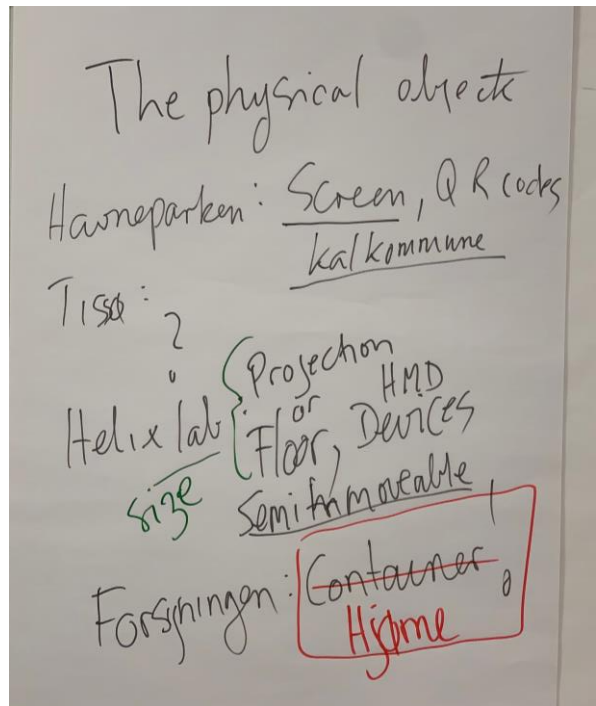 The physical objects
Havneparken: Screen, QR codes
kalkommune
Tissø:
?
Helix lab { Projection
or HMD
Floor, Devices
size
Semi immoveable
Forsyningen: Container !
Hjørne